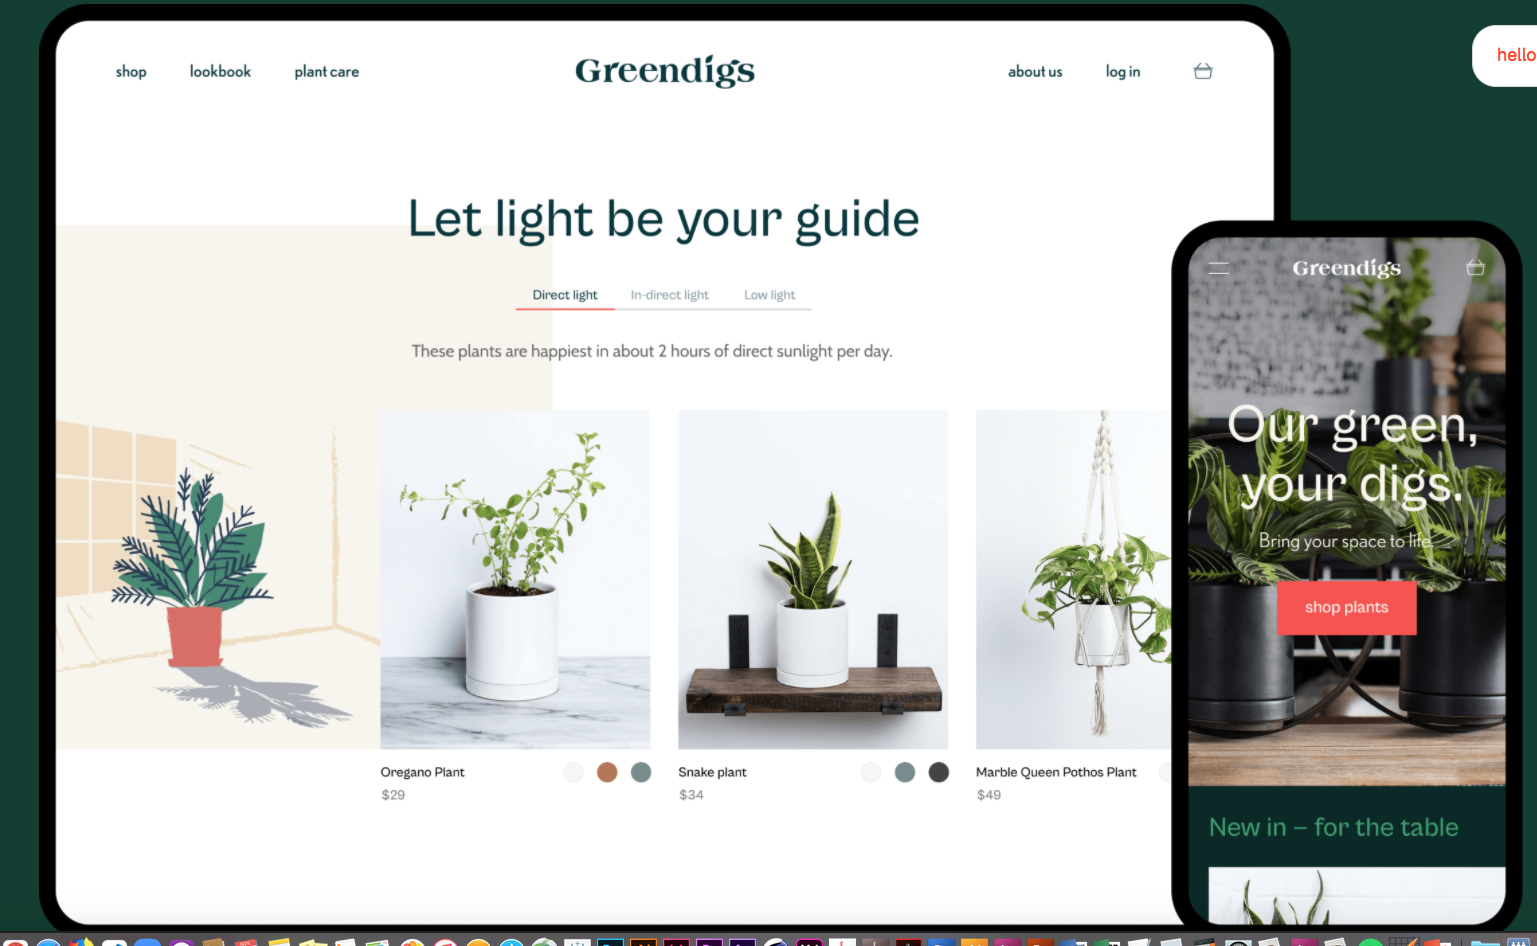 shop lookbook plant care Greendigs about us log in
hello
Let light be your guide
Direct light In-direct light Low light
These plants are happiest in about 2 hours of direct sunlight per day.
Oregano Plant
$29
Snake plant
$34
Marble Queen Pothos Plant
$49
Greendigs
Our green,
your digs.
Bring your space to life.
shop plants
New in – for the table